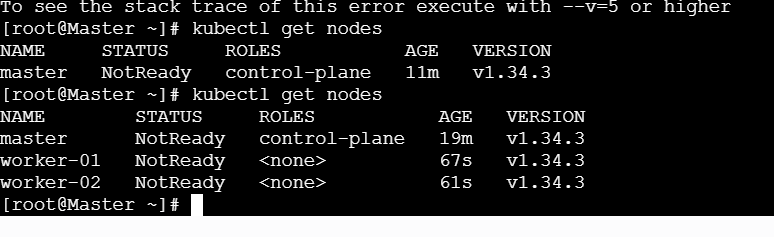 To see the stack trace of this error execute with --v=5 or higher
[root@Master ~]# kubectl get nodes
NAME     STATUS     ROLES           AGE   VERSION
master   NotReady   control-plane   11m   v1.34.3
[root@Master ~]# kubectl get nodes
NAME        STATUS     ROLES           AGE   VERSION
master      NotReady   control-plane   19m   v1.34.3
worker-01   NotReady   <none>          67s   v1.34.3
worker-02   NotReady   <none>          61s   v1.34.3
[root@Master ~]#